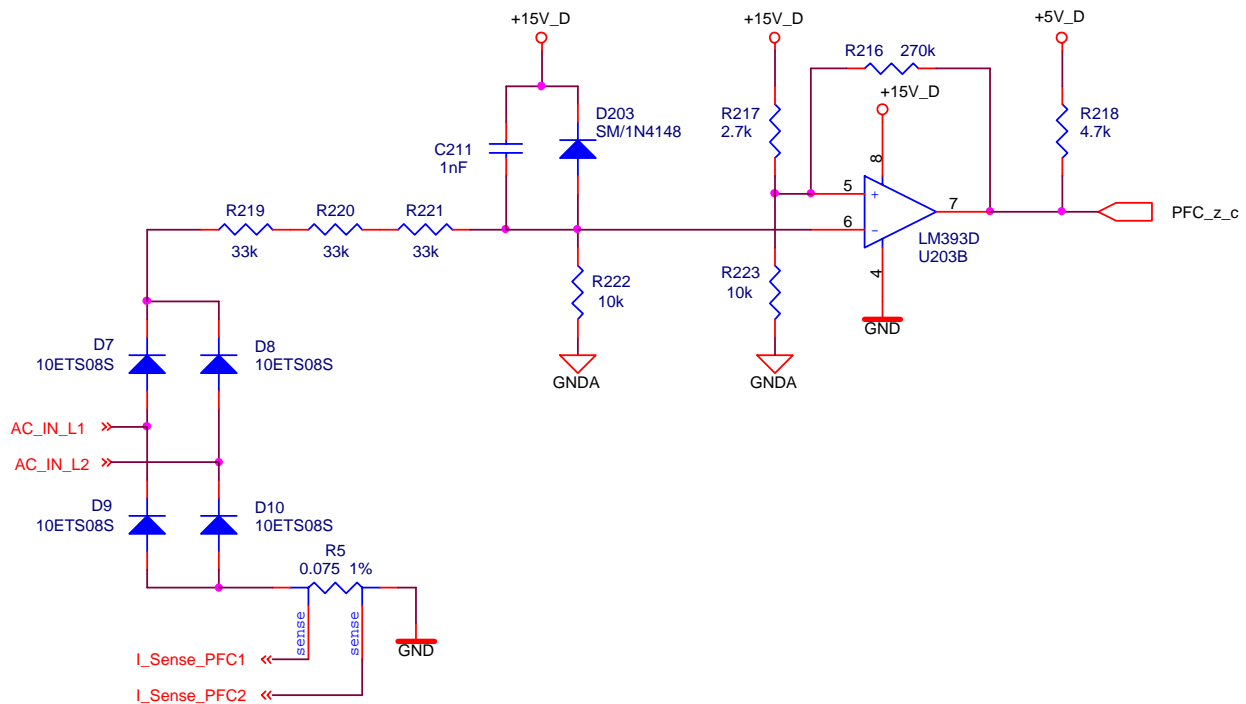 +15V_D
+15V_D
+5V_D
R216 270k
+15V_D
D203
SM/1N4148
R217
2.7k
R218
4.7k
C211
1nF
8
5
+
7
PFC_z_c
R219
R220
R221
6
-
33k
33k
33k
LM393D
U203B
R222
10k
R223
10k
4
GND
D7
10ETS08S
D8
10ETS08S
GNDA
GNDA
AC_IN_L1
AC_IN_L2
D9
10ETS08S
D10
10ETS08S
R5
0.075 1%
sense
sense
GND
I_Sense_PFC1
I_Sense_PFC2